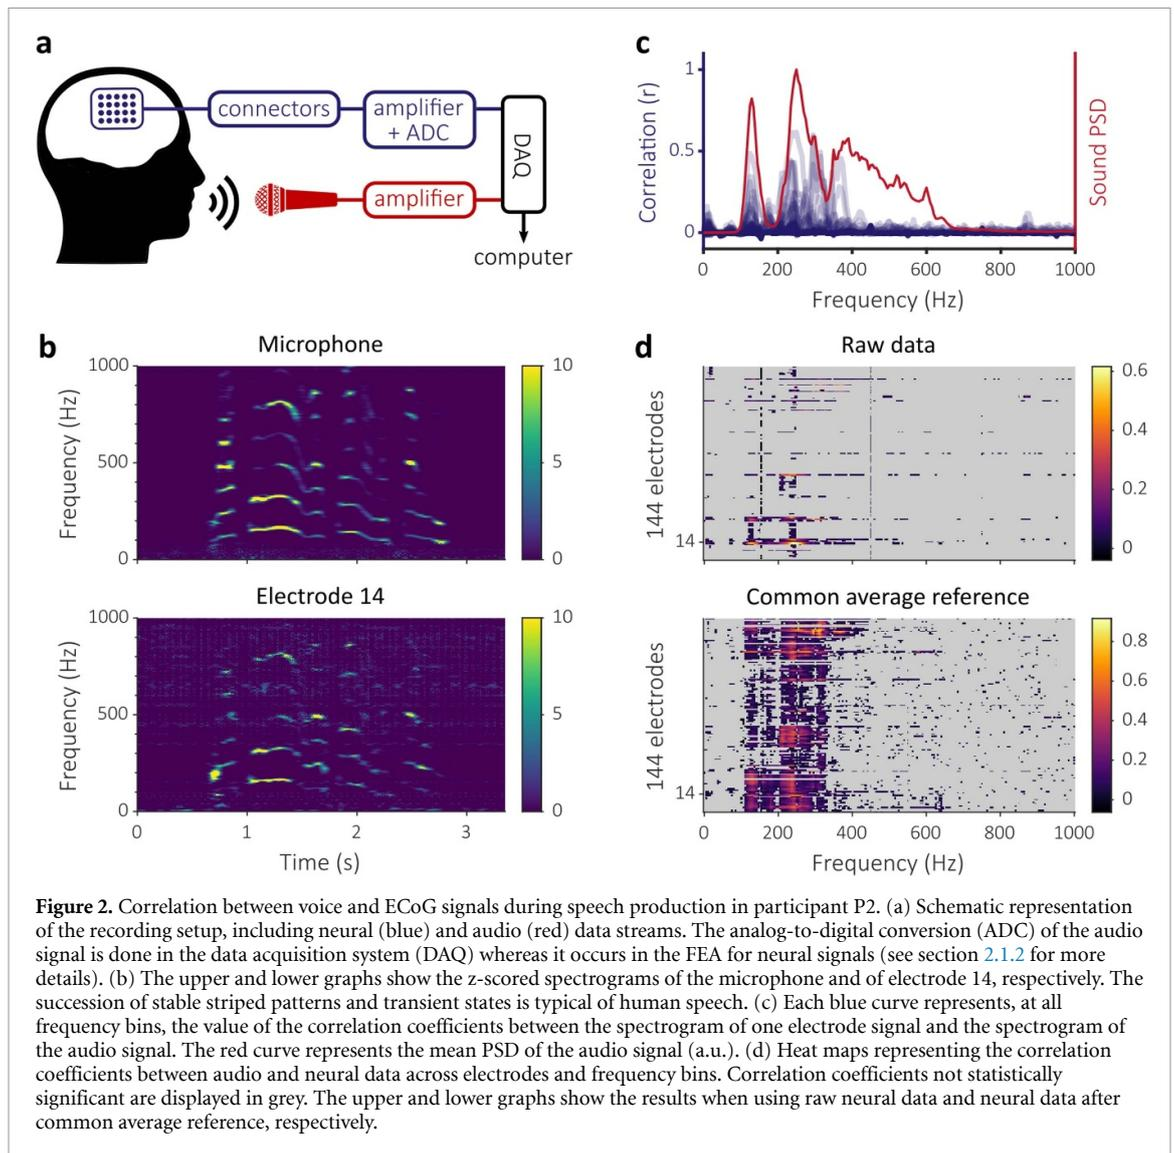 a
connectors
amplifier
+ ADC
DAQ
amplifier
computer
c
Correlation (r)
1
0.5
0
Sound PSD
0 200 400 600 800 1000
Frequency (Hz)
b
Microphone
Frequency (Hz)
1000
500
0
10
5
0
Electrode 14
Frequency (Hz)
1000
500
0
10
5
0
0 1 2 3
Time (s)
d
Raw data
144 electrodes
14
0.6
0.4
0.2
0
Common average reference
144 electrodes
14
0.8
0.6
0.4
0.2
0
0 200 400 600 800 1000
Frequency (Hz)
Figure 2. Correlation between voice and ECoG signals during speech production in participant P2. (a) Schematic representation
of the recording setup, including neural (blue) and audio (red) data streams. The analog-to-digital conversion (ADC) of the audio
signal is done in the data acquisition system (DAQ) whereas it occurs in the FEA for neural signals (see section 2.1.2 for more
details). (b) The upper and lower graphs show the z-scored spectrograms of the microphone and of electrode 14, respectively. The
succession of stable striped patterns and transient states is typical of human speech. (c) Each blue curve represents, at all
frequency bins, the value of the correlation coefficients between the spectrogram of one electrode signal and the spectrogram of
the audio signal. The red curve represents the mean PSD of the audio signal (a.u.). (d) Heat maps representing the correlation
coefficients between audio and neural data across electrodes and frequency bins. Correlation coefficients not statistically
significant are displayed in grey. The upper and lower graphs show the results when using raw neural data and neural data after
common average reference, respectively.